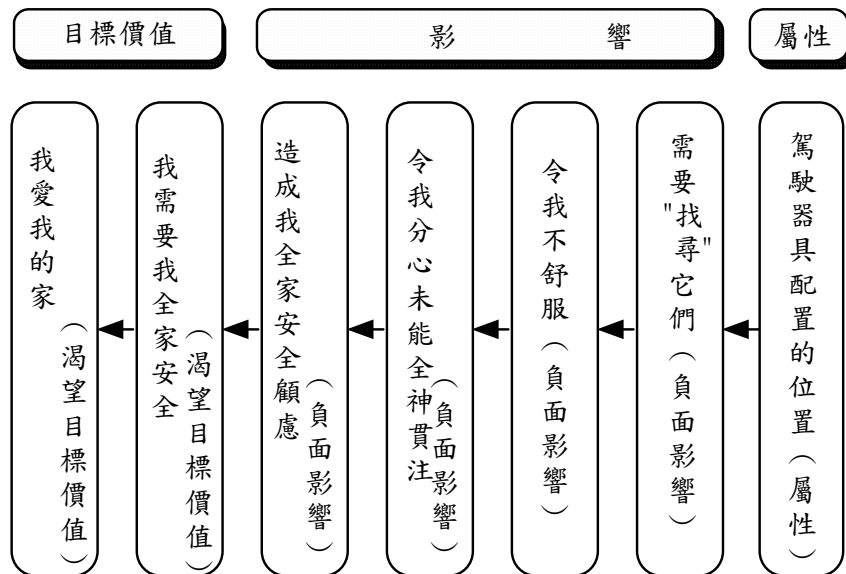 目標價值
影響
屬性
我愛我的家
（渴望目標價值）
我需要我全家安全
（渴望目標價值）
造成我全家安全顧慮
（負面影響）
令我分心未能全神貫注
（負面影響）
令我不舒服（負面影響）
需要"找尋"它們（負面影響）
駕駛器具配置的位置（屬性）